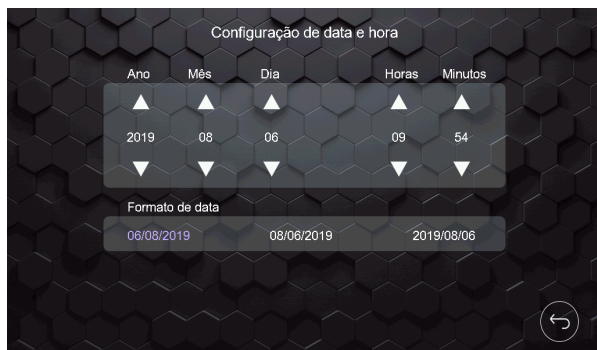 Configuração de data e hora
Ano Mês Dia Horas Minutos
2019 08 06 09 54
Formato de data
06/08/2019 08/06/2019 2019/08/06